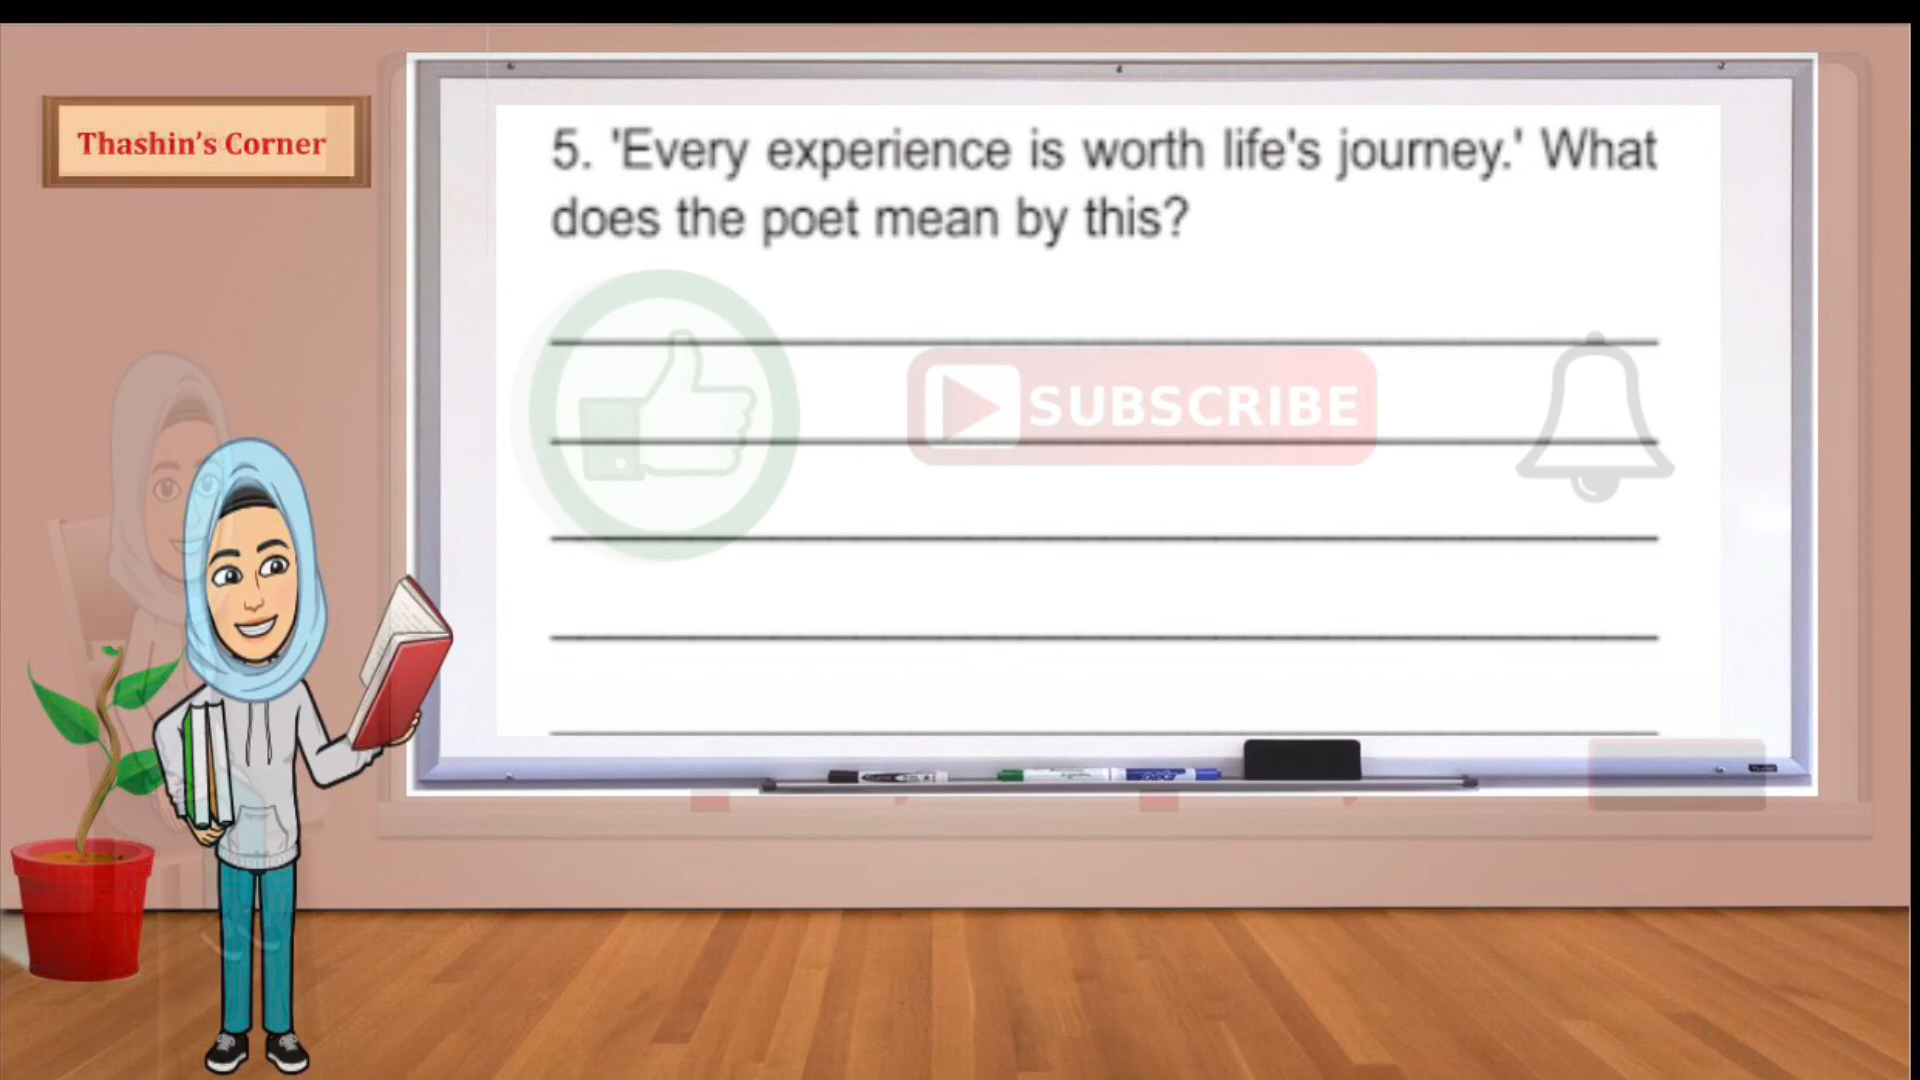 Thashin's Corner
5. 'Every experience is worth life's journey.' What
does the poet mean by this?
SUBSCRIBE